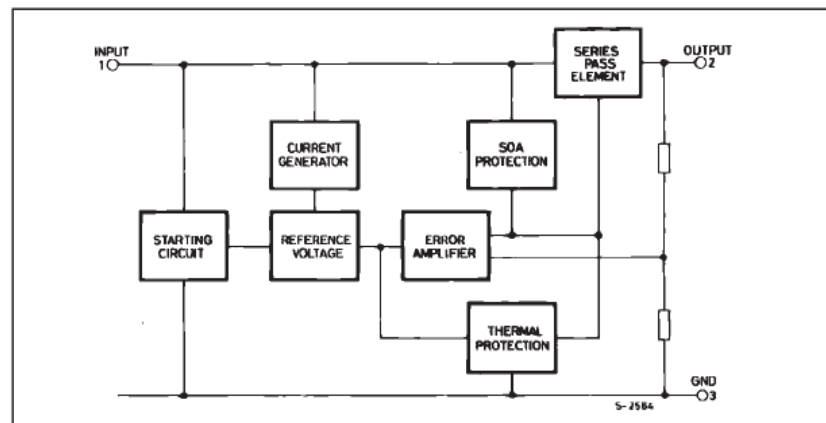 INPUT
1
SERIES
PASS
ELEMENT
OUTPUT
2
CURRENT
GENERATOR
SOA
PROTECTION
STARTING
CIRCUIT
REFERENCE
VOLTAGE
ERROR
AMPLIFIER
THERMAL
PROTECTION
GND
3
S-2564